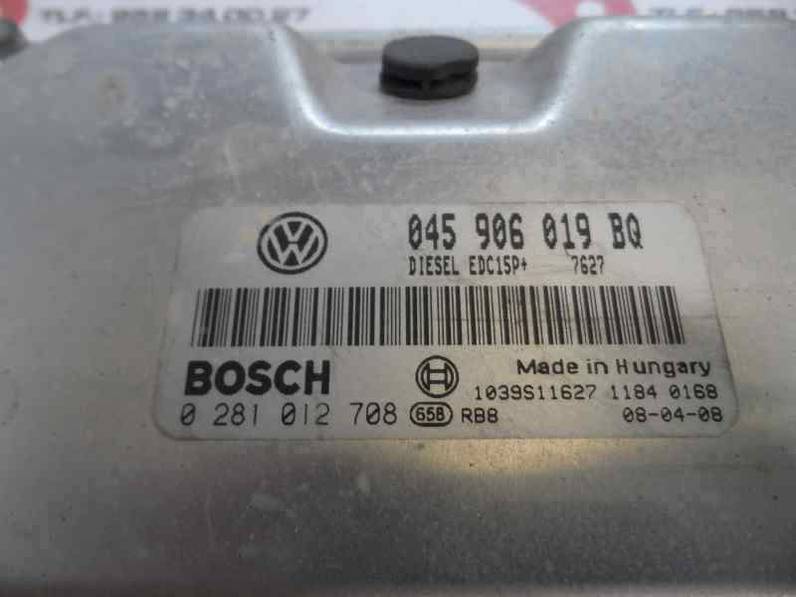 045 906 019 BQ
DIESEL EDC15P+ 7627
BOSCH
Made in Hungary
1039S11627 1184 0168
0 281 012 708 G5B RB8 08-04-08